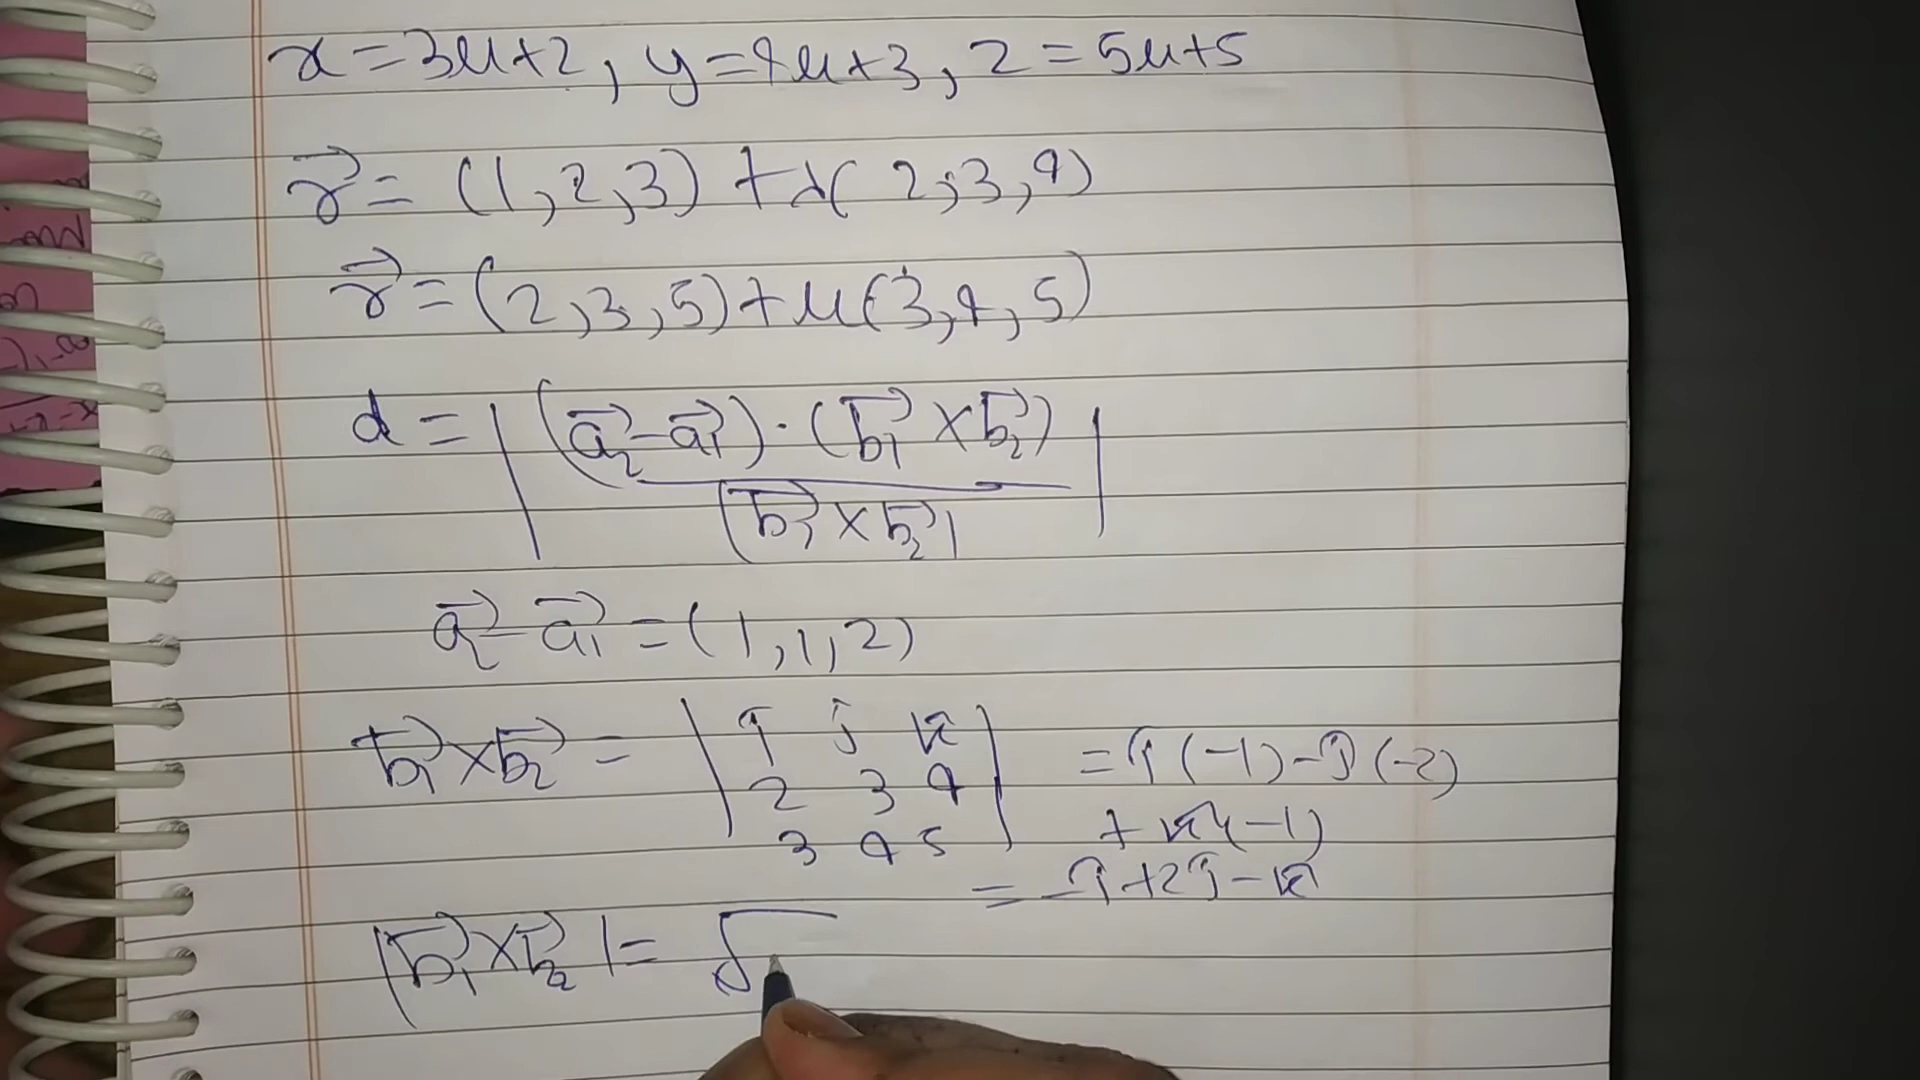 x = 3μ+2, y = 4μ+3, z = 5μ+5
r⃗ = (1,2,3) + λ(2,3,4)
r⃗ = (2,3,5) + μ(3,4,5)
d = | (a⃗₂ - a⃗₁) · (b⃗₁ × b⃗₂) / |b⃗₁ × b⃗₂| |
a⃗₂ - a⃗₁ = (1,1,2)
b⃗₁ × b⃗₂ = | î ĵ k̂ | = î(-1) - ĵ(-2)
2 3 4
+ k̂(-1)
3 4 5
= -î + 2ĵ - k̂
|b⃗₁ × b⃗₂| = √